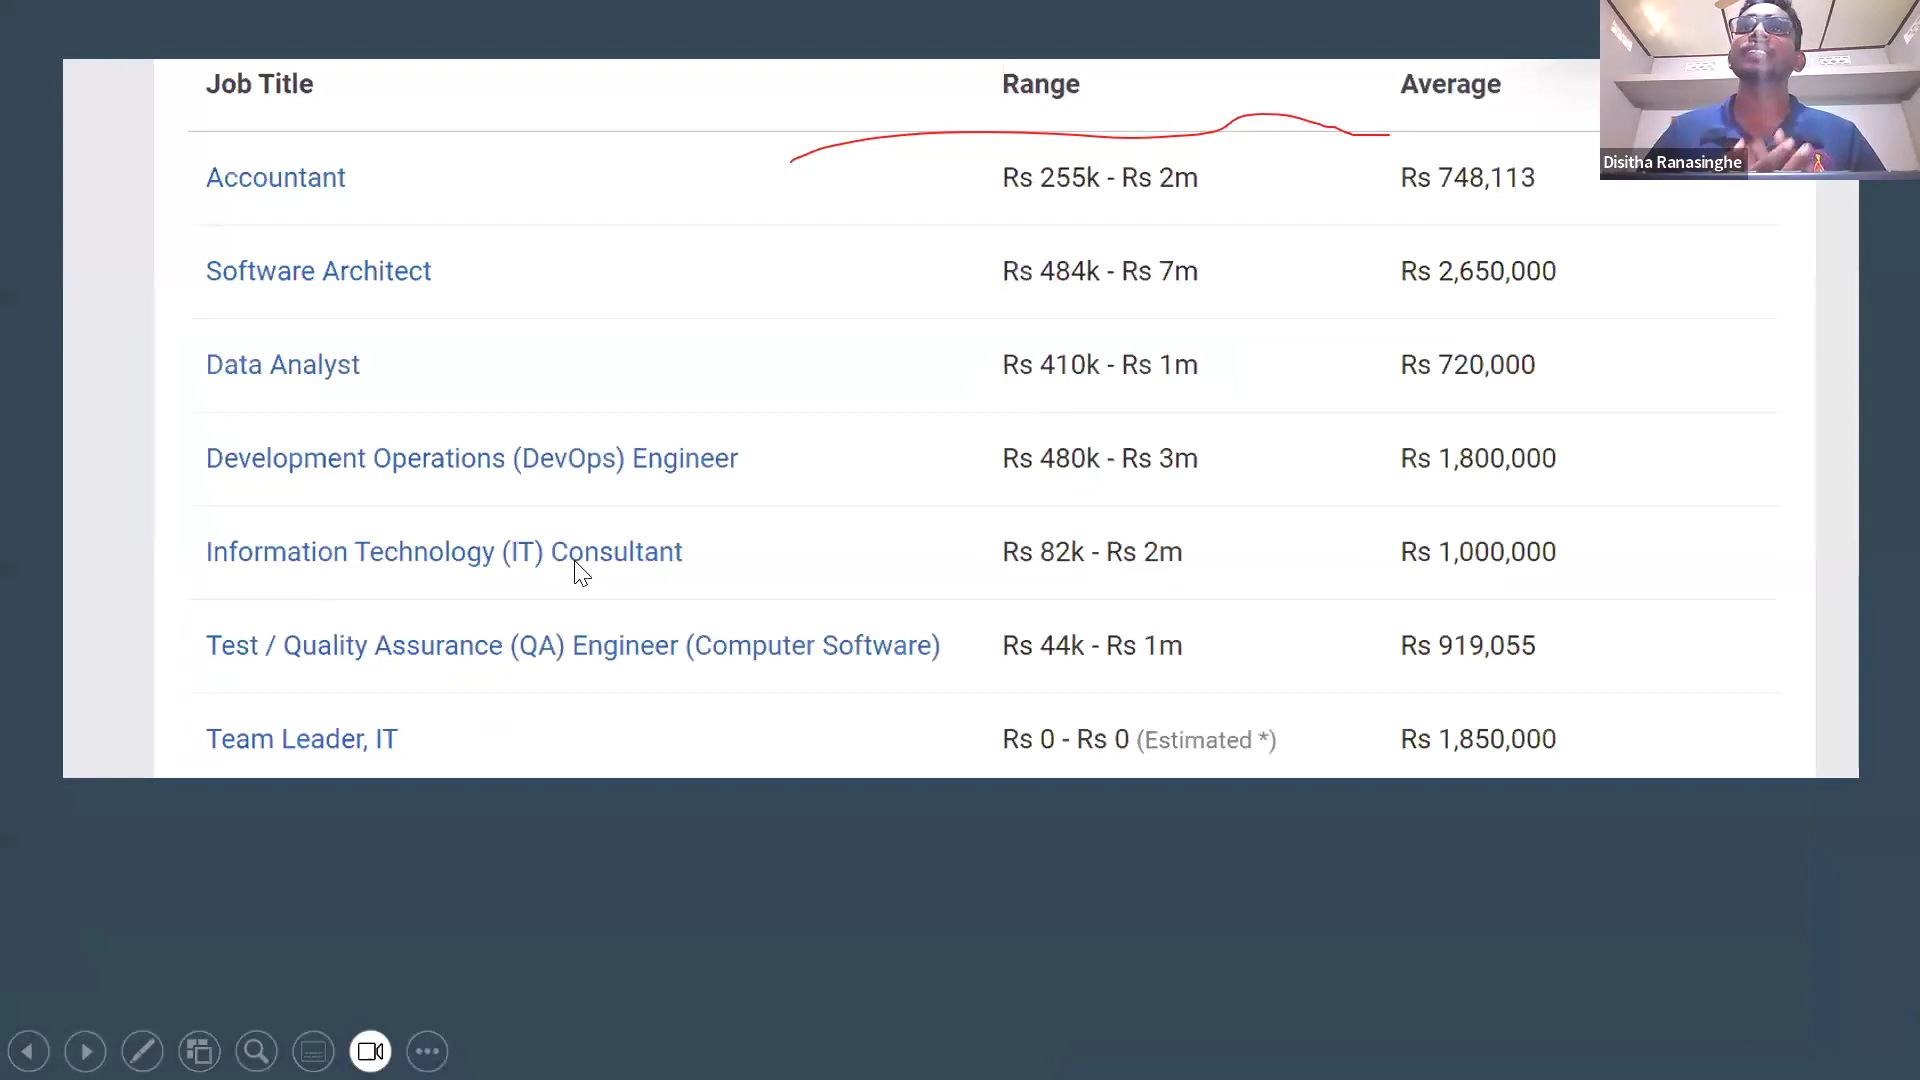 Job Title Range Average
Accountant Rs 255k - Rs 2m Rs 748,113
Software Architect Rs 484k - Rs 7m Rs 2,650,000
Data Analyst Rs 410k - Rs 1m Rs 720,000
Development Operations (DevOps) Engineer Rs 480k - Rs 3m Rs 1,800,000
Information Technology (IT) Consultant Rs 82k - Rs 2m Rs 1,000,000
Test / Quality Assurance (QA) Engineer (Computer Software) Rs 44k - Rs 1m Rs 919,055
Team Leader, IT Rs 0 - Rs 0 (Estimated *) Rs 1,850,000
Disitha Ranasinghe